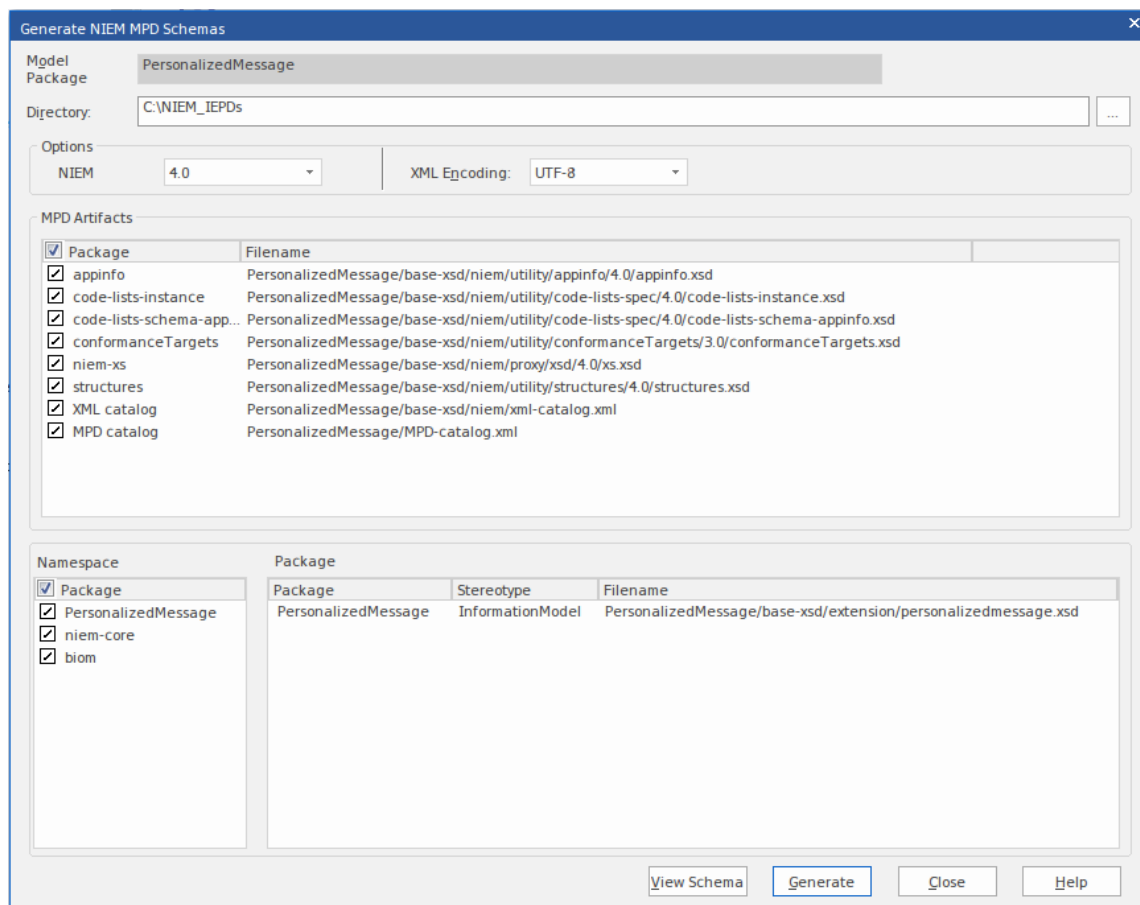 Generate NIEM MPD Schemas
Model Package
PersonalizedMessage
Directory:
C:\NIEM_IEPDs
...
Options
NIEM
4.0
XML Encoding:
UTF-8
MPD Artifacts
Package Filename
appinfo PersonalizedMessage/base-xsd/niem/utility/appinfo/4.0/appinfo.xsd
code-lists-instance PersonalizedMessage/base-xsd/niem/utility/code-lists-spec/4.0/code-lists-instance.xsd
code-lists-schema-app... PersonalizedMessage/base-xsd/niem/utility/code-lists-spec/4.0/code-lists-schema-appinfo.xsd
conformanceTargets PersonalizedMessage/base-xsd/niem/utility/conformanceTargets/3.0/conformanceTargets.xsd
niem-xs PersonalizedMessage/base-xsd/niem/proxy/xsd/4.0/xs.xsd
structures PersonalizedMessage/base-xsd/niem/utility/structures/4.0/structures.xsd
XML catalog PersonalizedMessage/base-xsd/niem/xml-catalog.xml
MPD catalog PersonalizedMessage/MPD-catalog.xml
Namespace
Package
PersonalizedMessage
niem-core
biom
Package
Package Stereotype Filename
PersonalizedMessage InformationModel PersonalizedMessage/base-xsd/extension/personalizedmessage.xsd
View Schema
Generate
Close
Help